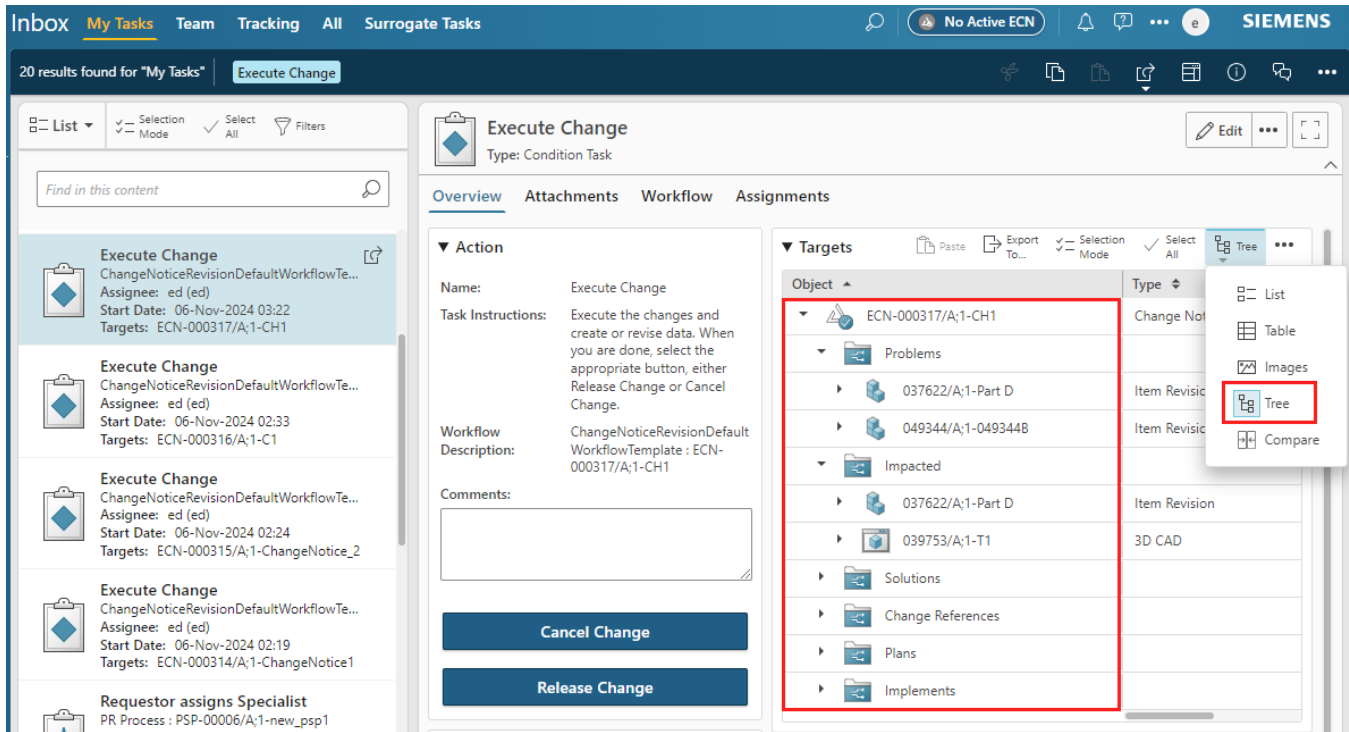 Inbox My Tasks Team Tracking All Surrogate Tasks
No Active ECN
e
SIEMENS
20 results found for "My Tasks"
Execute Change
List
Selection
Mode
Select
All
Filters
Find in this content
Execute Change
ChangeNoticeRevisionDefaultWorkflowTe...
Assignee: ed (ed)
Start Date: 06-Nov-2024 03:22
Targets: ECN-000317/A;1-CH1
Execute Change
ChangeNoticeRevisionDefaultWorkflowTe...
Assignee: ed (ed)
Start Date: 06-Nov-2024 02:33
Targets: ECN-000316/A;1-C1
Execute Change
ChangeNoticeRevisionDefaultWorkflowTe...
Assignee: ed (ed)
Start Date: 06-Nov-2024 02:24
Targets: ECN-000315/A;1-ChangeNotice_2
Execute Change
ChangeNoticeRevisionDefaultWorkflowTe...
Assignee: ed (ed)
Start Date: 06-Nov-2024 02:19
Targets: ECN-000314/A;1-ChangeNotice1
Requestor assigns Specialist
PR Process : PSP-00006/A;1-new_psp1
Execute Change
Type: Condition Task
Edit
Overview Attachments Workflow Assignments
Action
Name: Execute Change
Task Instructions: Execute the changes and
create or revise data. When
you are done, select the
appropriate button, either
Release Change or Cancel
Change.
Workflow ChangeNoticeRevisionDefault
Description: WorkflowTemplate : ECN-
000317/A;1-CH1
Comments:
Cancel Change
Release Change
Targets
Paste
Export
To...
Selection
Mode
Select
All
Tree
Object Type
ECN-000317/A;1-CH1 Change Not
Problems
037622/A;1-Part D Item Revisic
049344/A;1-049344B Item Revisic
Impacted
037622/A;1-Part D Item Revision
039753/A;1-T1 3D CAD
Solutions
Change References
Plans
Implements
List
Table
Images
Tree
Compare